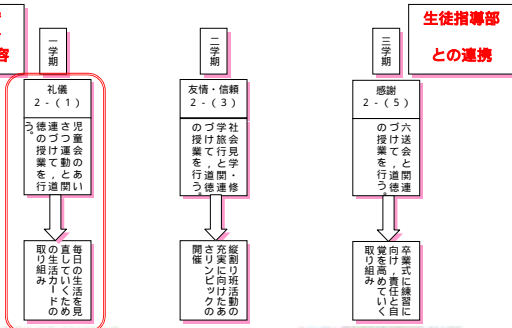 容
生徒指導部
との連携
一学期
礼儀
２-（１）
児童会のあい
さつ運動と関
連づけて，道
徳の授業を行
う。
毎日の生活を見
直していくため
の生活カードの
取り組み
二学期
友情・信頼
２-（３）
社会見学・修
学旅行と関連
づけて，道徳
の授業を行う。
縦割り班活動の
充実に向けたあ
さリンピックの
開催
三学期
感謝
２-（５）
六送会と関連
づけて，道徳
の授業を行う。
卒業式に練習に
向け，責任と自
覚を高めていく
取り組み